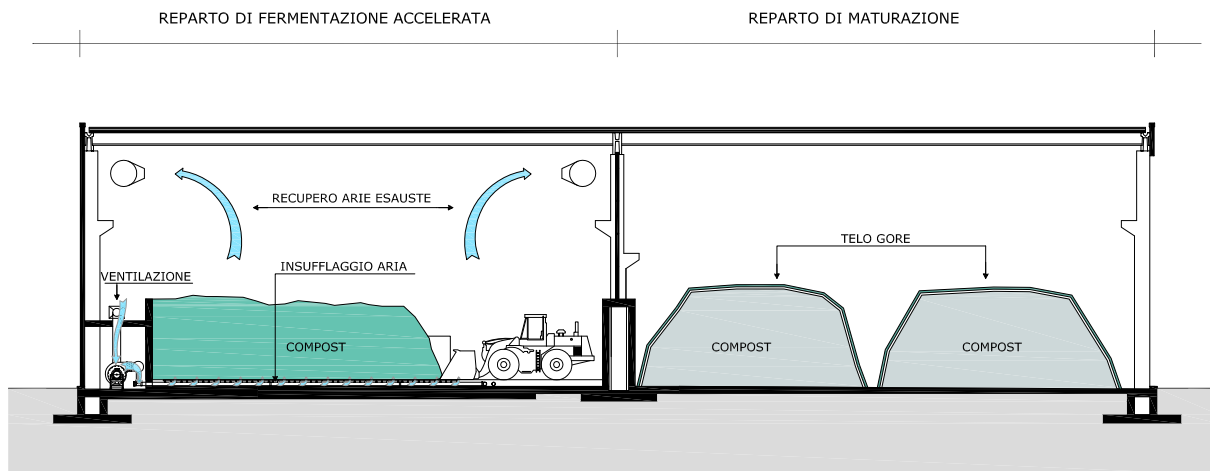 REPARTO DI FERMENTAZIONE ACCELERATA
REPARTO DI MATURAZIONE
RECUPERO ARIE ESAUSTE
TELO GORE
INSUFFLAGGIO ARIA
VENTILAZIONE
COMPOST
COMPOST
COMPOST